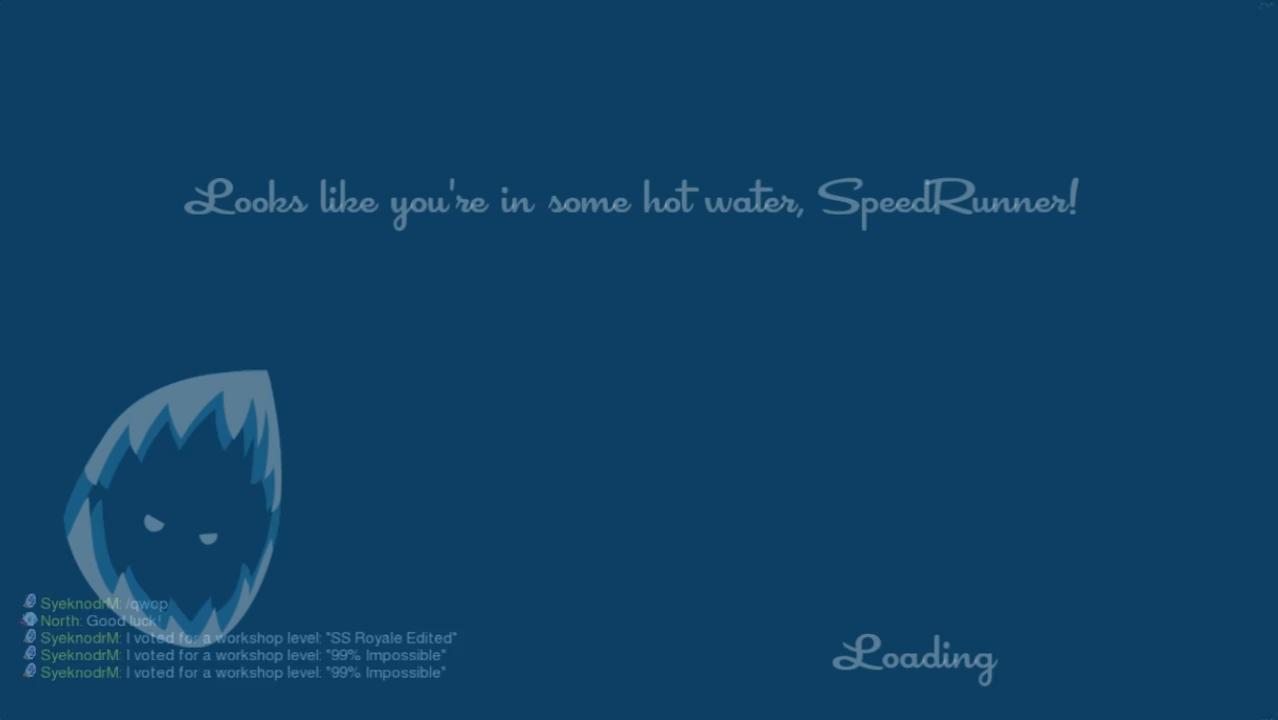 Looks like you're in some hot water, SpeedRunner!
SyeknodrM: /qwop
North: Good luck!
SyeknodrM: I voted for a workshop level: "SS Royale Edited"
SyeknodrM: I voted for a workshop level: "99% Impossible"
SyeknodrM: I voted for a workshop level: "99% Impossible"
Loading